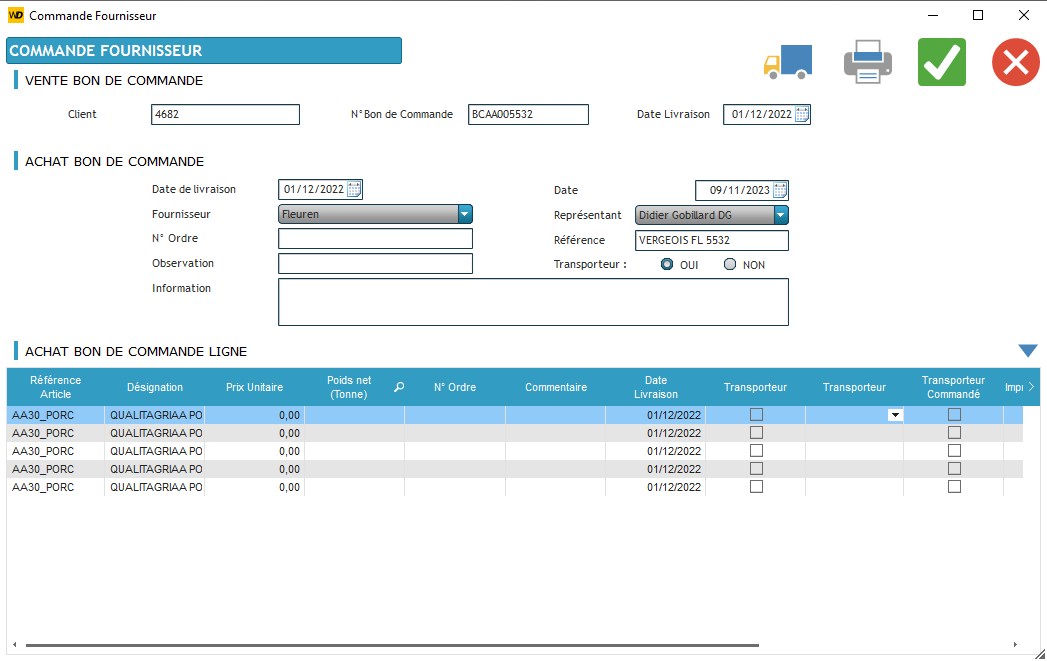 WD Commande Fournisseur
COMMANDE FOURNISSEUR
VENTE BON DE COMMANDE
Client 4682 N°Bon de Commande BCAA005532 Date Livraison 01/12/2022
ACHAT BON DE COMMANDE
Date de livraison 01/12/2022 Date 09/11/2023
Fournisseur Fleuren Représentant Didier Gobillard DG
N° Ordre Référence VERGEOIS FL 5532
Observation Transporteur : OUI NON
Information
ACHAT BON DE COMMANDE LIGNE
Référence Article Désignation Prix Unitaire Poids net (Tonne) N° Ordre Commentaire Date Livraison Transporteur Transporteur Transporteur Commandé Impr
AA30_PORC QUALITAGRIAA PO 0,00 01/12/2022
AA30_PORC QUALITAGRIAA PO 0,00 01/12/2022
AA30_PORC QUALITAGRIAA PO 0,00 01/12/2022
AA30_PORC QUALITAGRIAA PO 0,00 01/12/2022
AA30_PORC QUALITAGRIAA PO 0,00 01/12/2022